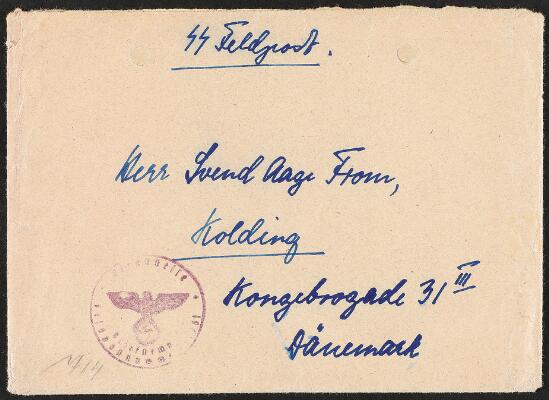 SS Feldpost.
Herr Svend Aage From,
Kolding
Kongebrogade 31 III
Dänemark